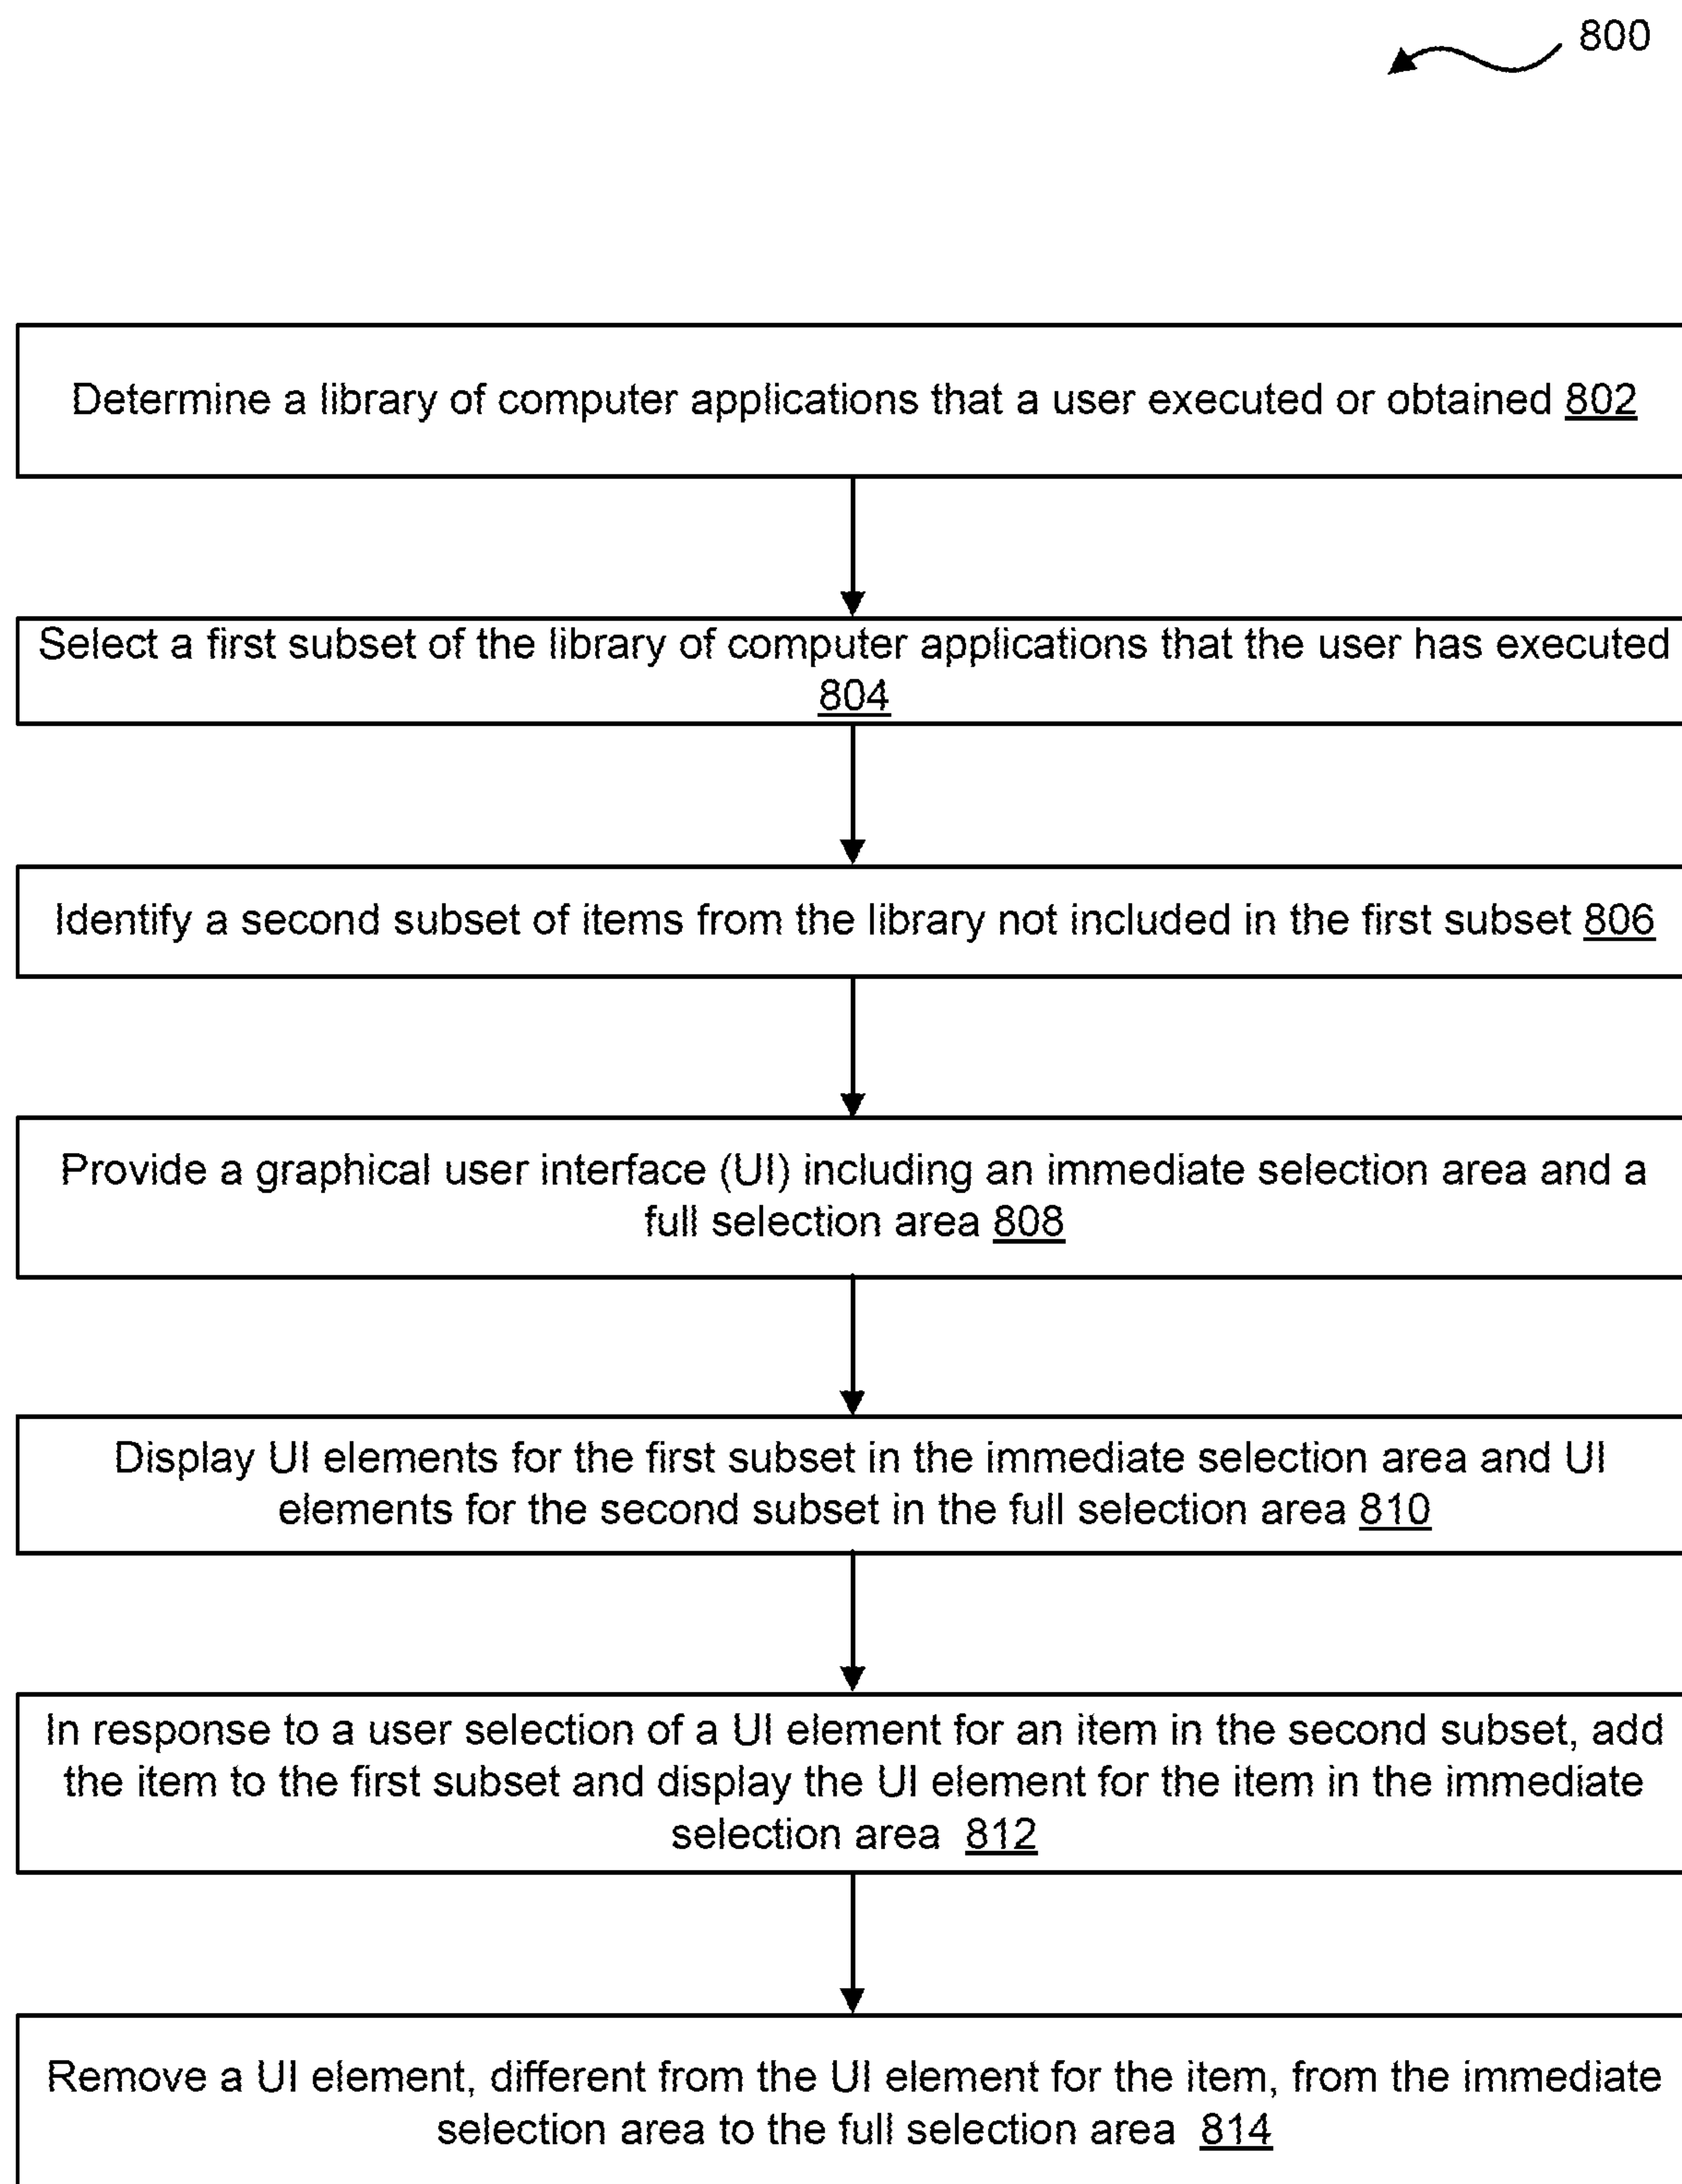 800
Determine a library of computer applications that a user executed or obtained 802
Select a first subset of the library of computer applications that the user has executed
804
Identify a second subset of items from the library not included in the first subset 806
Provide a graphical user interface (UI) including an immediate selection area and a
full selection area 808
Display UI elements for the first subset in the immediate selection area and UI
elements for the second subset in the full selection area 810
In response to a user selection of a UI element for an item in the second subset, add
the item to the first subset and display the UI element for the item in the immediate
selection area 812
Remove a UI element, different from the UI element for the item, from the immediate
selection area to the full selection area 814